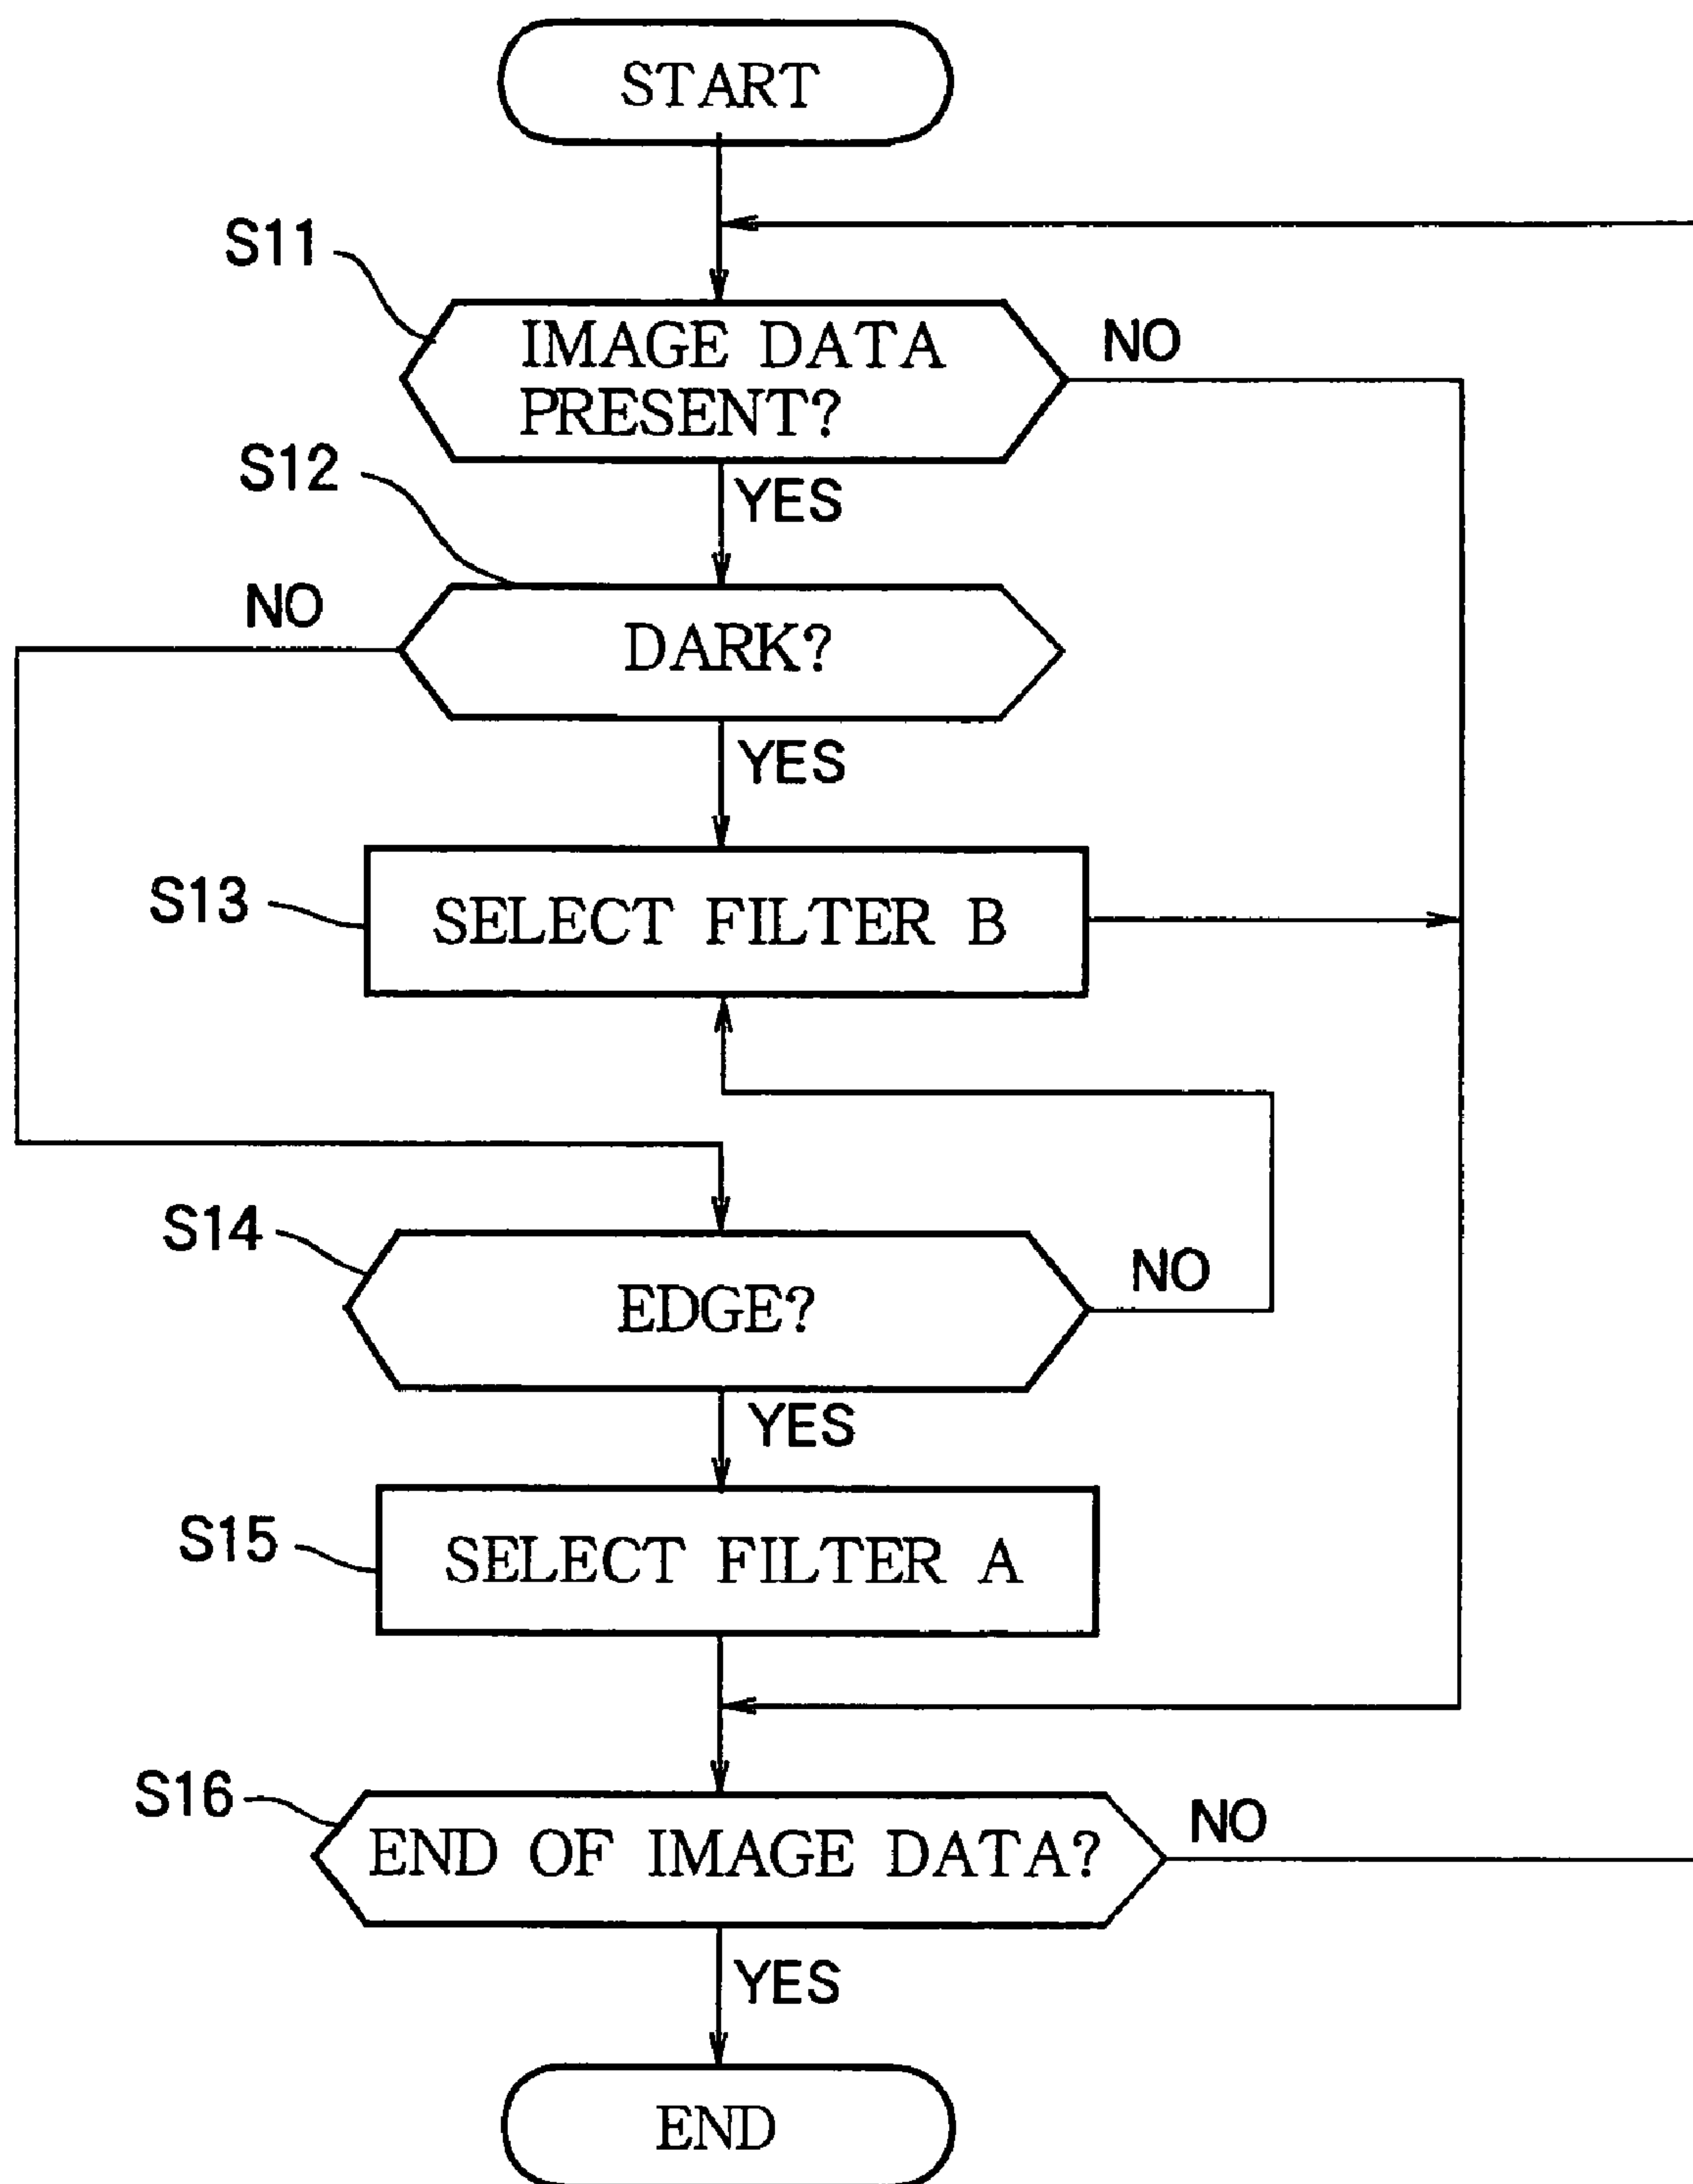 START
S11
IMAGE DATA
PRESENT?
NO
YES
S12
DARK?
NO
YES
S13
SELECT FILTER B
S14
EDGE?
NO
YES
S15
SELECT FILTER A
S16
END OF IMAGE DATA?
NO
YES
END